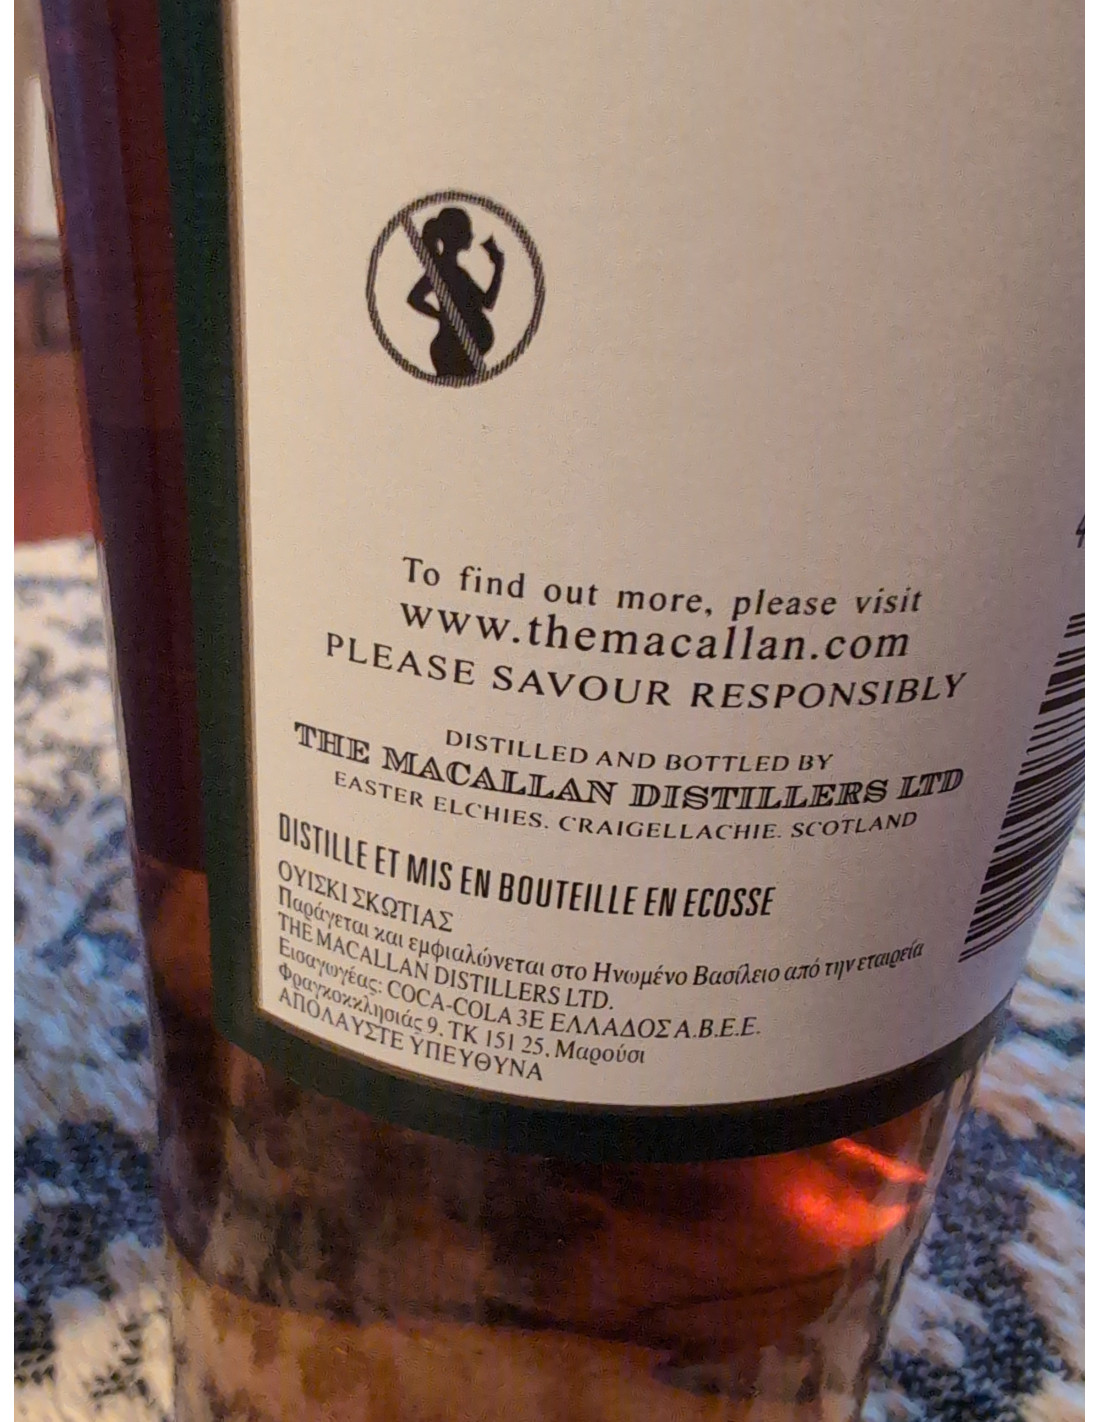 To find out more, please visit
www.themacallan.com
PLEASE SAVOUR RESPONSIBLY
DISTILLED AND BOTTLED BY
THE MACALLAN DISTILLERS LTD
EASTER ELCHIES. CRAIGELLACHIE. SCOTLAND
DISTILLE ET MIS EN BOUTEILLE EN ECOSSE
ΟΥΙΣΚΙ ΣΚΩΤΙΑΣ
Παράγεται και εμφιαλώνεται στο Ηνωμένο Βασίλειο από την εταιρεία
THE MACALLAN DISTILLERS LTD.
Εισαγωγέας: COCA-COLA 3E ΕΛΛΑΔΟΣ Α.Β.Ε.Ε.
Φραγκοκκλησιάς 9. ΤΚ 151 25. Μαρούσι
ΑΠΟΛΑΥΣΤΕ ΥΠΕΥΘΥΝΑ